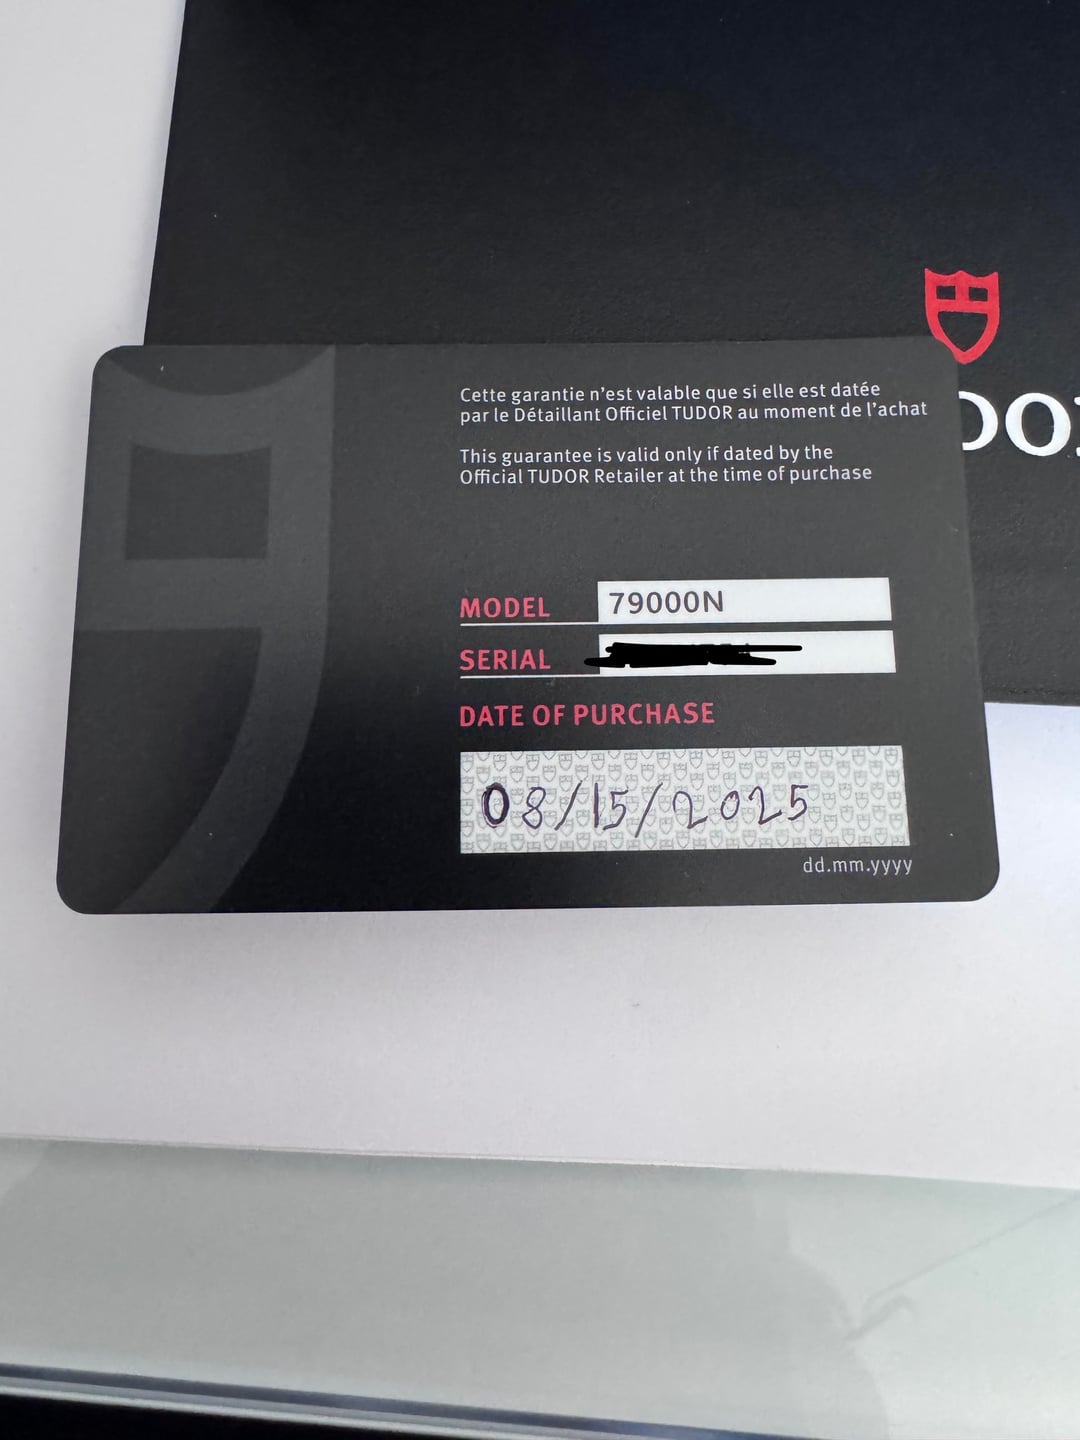 Cette garantie n'est valable que si elle est datée
par le Détaillant Officiel TUDOR au moment de l'achat
This guarantee is valid only if dated by the
Official TUDOR Retailer at the time of purchase
MODEL 79000N
SERIAL
DATE OF PURCHASE
08/15/2025
dd.mm.yyyy